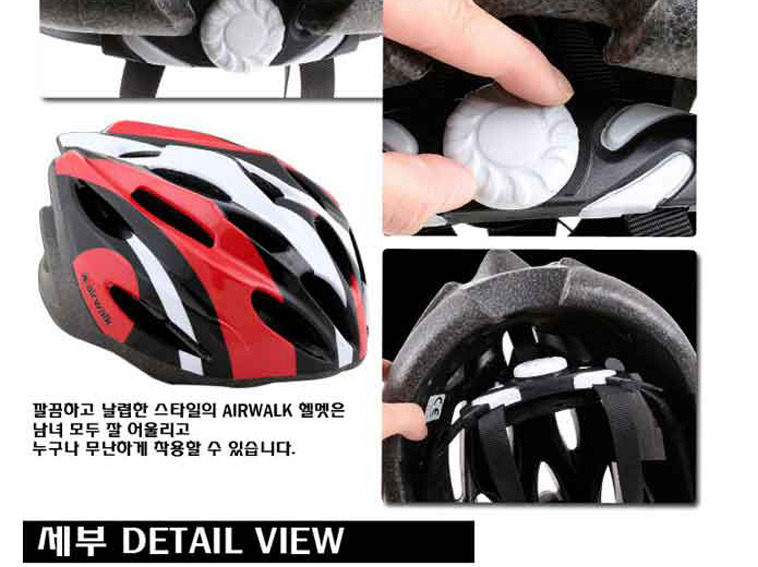 airwalk
깔끔하고 날렵한 스타일의 AIRWALK 헬멧은
남녀 모두 잘 어울리고
누구나 무난하게 착용할 수 있습니다.
CE
세부 DETAIL VIEW